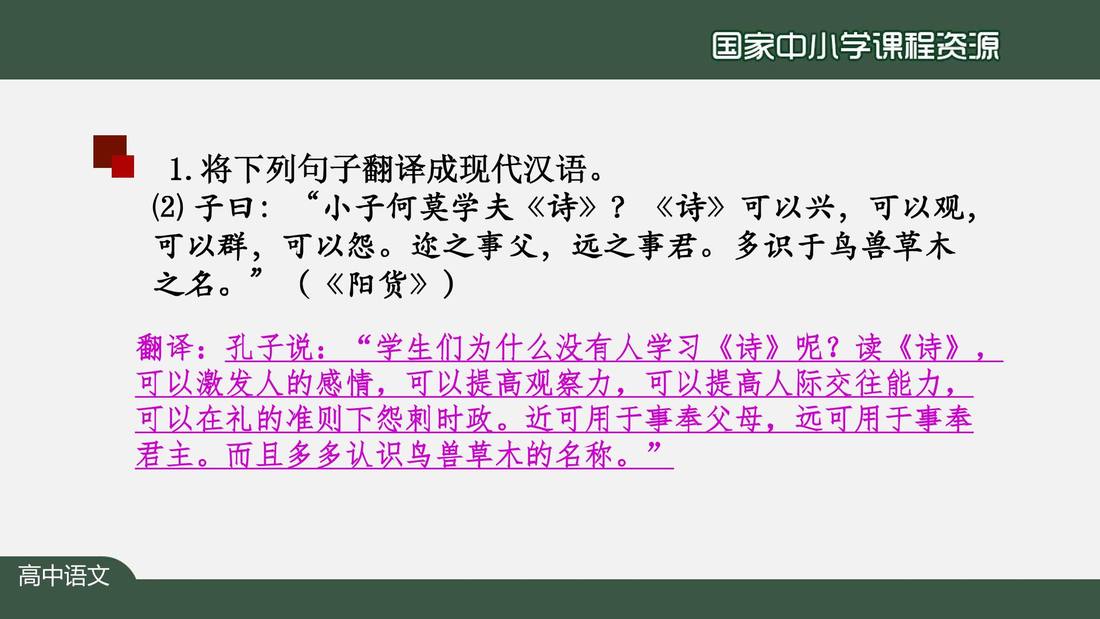 国家中小学课程资源
1.将下列句子翻译成现代汉语。
(2) 子曰：“小子何莫学夫《诗》？《诗》可以兴，可以观，
可以群，可以怨。迩之事父，远之事君。多识于鸟兽草木
之名。”（《阳货》）
翻译：孔子说：“学生们为什么没有人学习《诗》呢？读《诗》，
可以激发人的感情，可以提高观察力，可以提高人际交往能力，
可以在礼的准则下怨刺时政。近可用于事奉父母，远可用于事奉
君主。而且多多认识鸟兽草木的名称。”
高中语文